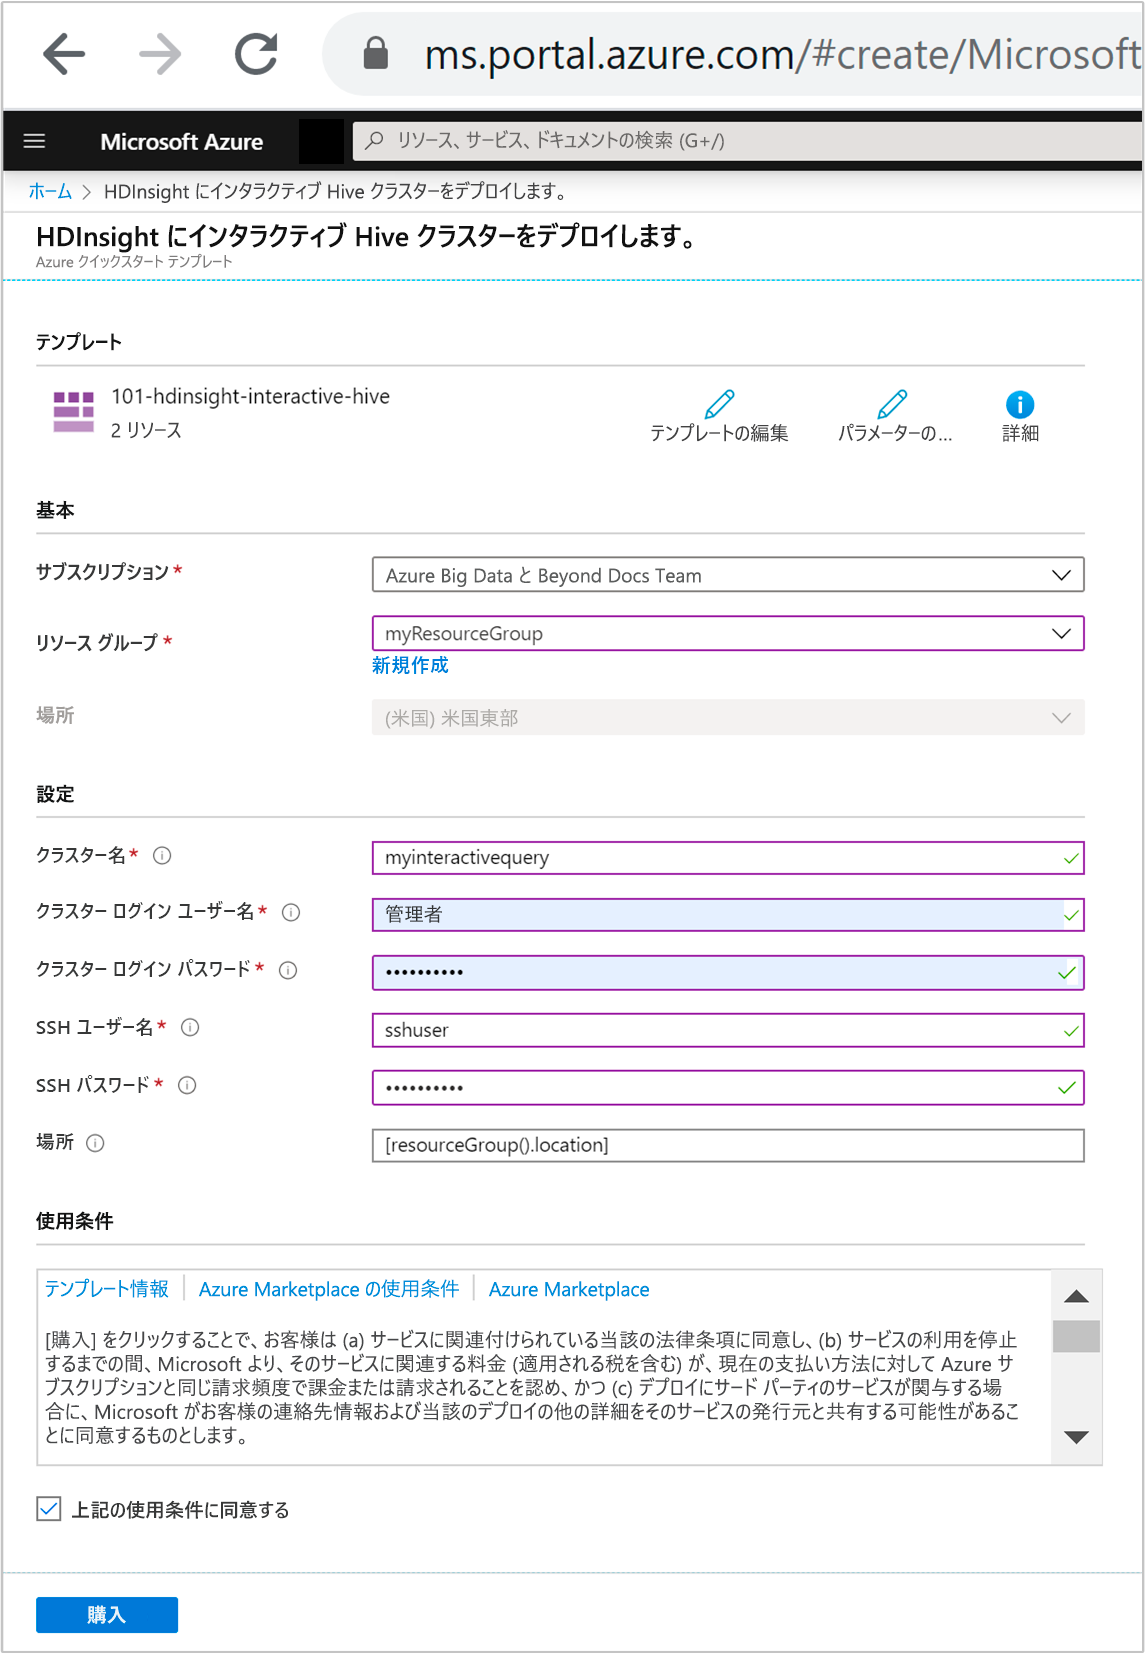 ms.portal.azure.com/#create/Microsoft
Microsoft Azure
リソース、サービス、ドキュメントの検索 (G+/)
ホーム > HDInsight にインタラクティブ Hive クラスターをデプロイします。
HDInsight にインタラクティブ Hive クラスターをデプロイします。
Azure クイックスタート テンプレート
テンプレート
101-hdinsight-interactive-hive
2 リソース
テンプレートの編集
パラメーターの...
詳細
基本
サブスクリプション *
Azure Big Data と Beyond Docs Team
リソース グループ *
myResourceGroup
新規作成
場所
(米国) 米国東部
設定
クラスター名 *
myinteractivequery
クラスター ログイン ユーザー名 *
管理者
クラスター ログイン パスワード *
••••••••••
SSH ユーザー名 *
sshuser
SSH パスワード *
••••••••••
場所
[resourceGroup().location]
使用条件
テンプレート情報 | Azure Marketplace の使用条件 | Azure Marketplace
[購入] をクリックすることで、お客様は (a) サービスに関連付けられている当該の法律条項に同意し、(b) サービスの利用を停止
するまでの間、Microsoft より、そのサービスに関連する料金 (適用される税を含む) が、現在の支払い方法に対して Azure サ
ブスクリプションと同じ請求頻度で課金または請求されることを認め、かつ (c) デプロイにサード パーティのサービスが関与する場
合に、Microsoft がお客様の連絡先情報および当該のデプロイの他の詳細をそのサービスの発行元と共有する可能性があるこ
とに同意するものとします。
上記の使用条件に同意する
購入